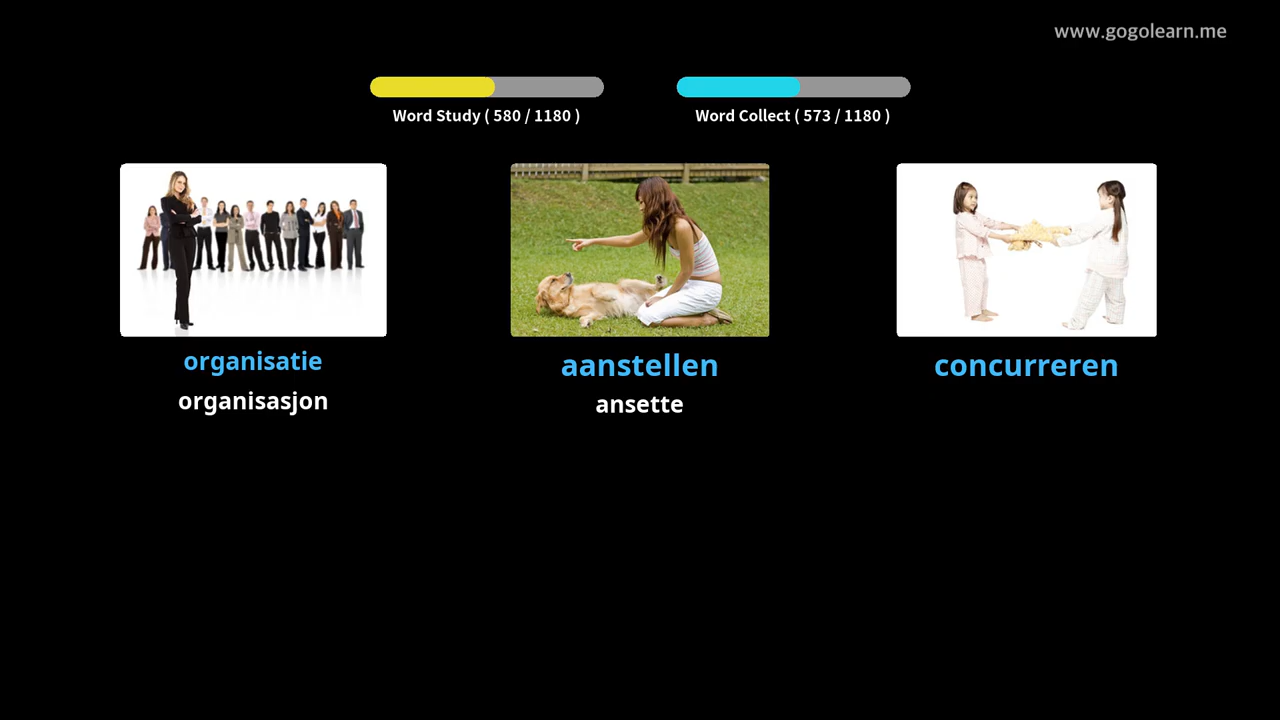 www.gogolearn.me
Word Study ( 580 / 1180 )
Word Collect ( 573 / 1180 )
organisatie
organisasjon
aanstellen
ansette
concurreren